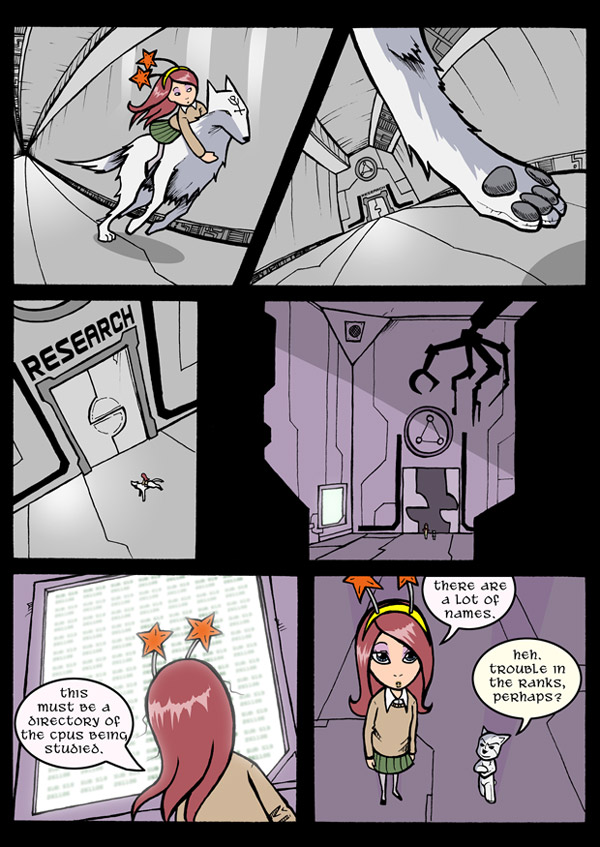 RESEARCH
RESEARCH
THIS
MUST BE A
DIRECTORY OF
THE CPUS BEING
STUDIED.
THERE ARE
A LOT OF
NAMES.
HEH.
TROUBLE IN
THE RANKS,
PERHAPS?